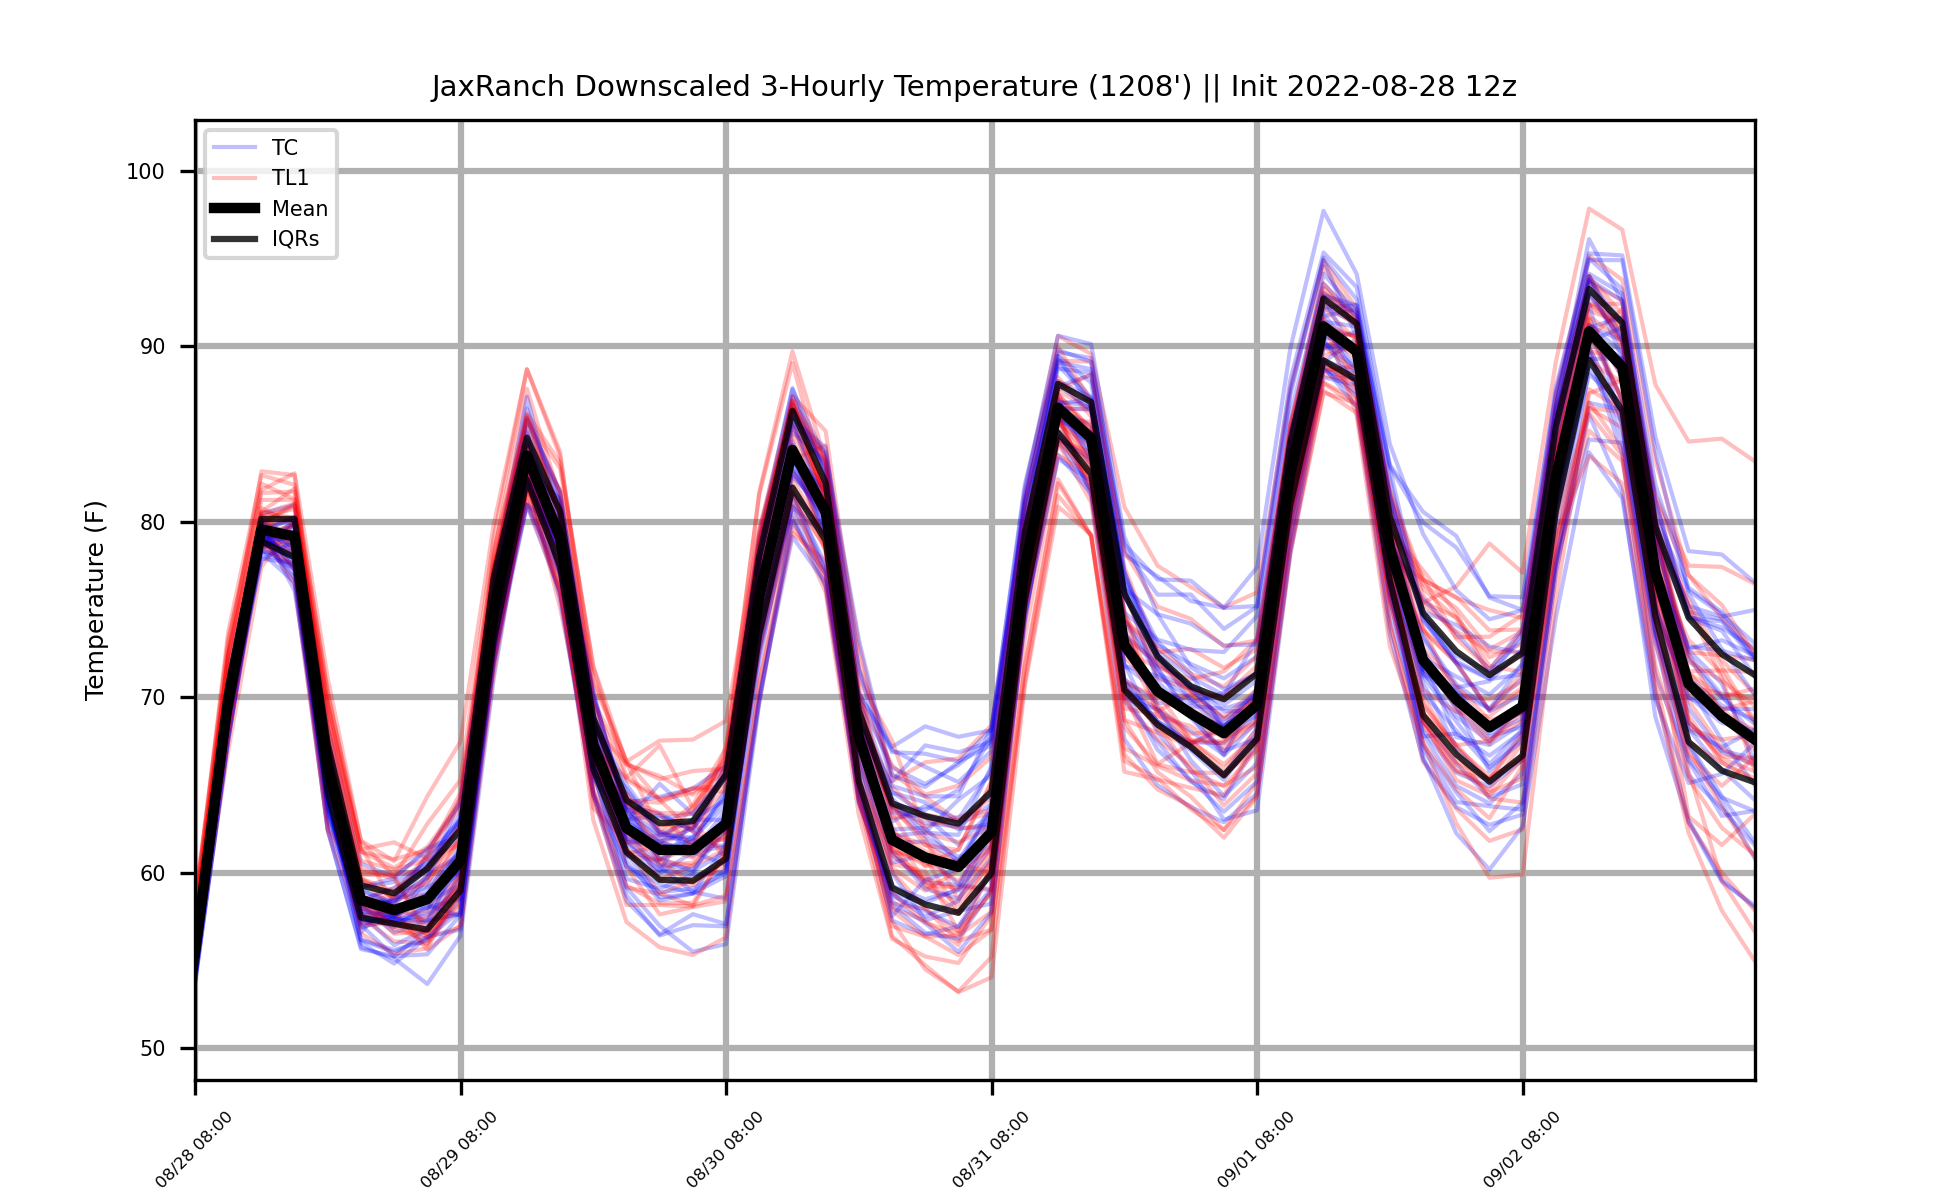 JaxRanch Downscaled 3-Hourly Temperature (1208') || Init 2022-08-28 12z
TC
TL1
Mean
IQRs
Temperature (F)
100
90
80
70
60
50
08/28 08:00
08/29 08:00
08/30 08:00
08/31 08:00
09/01 08:00
09/02 08:00